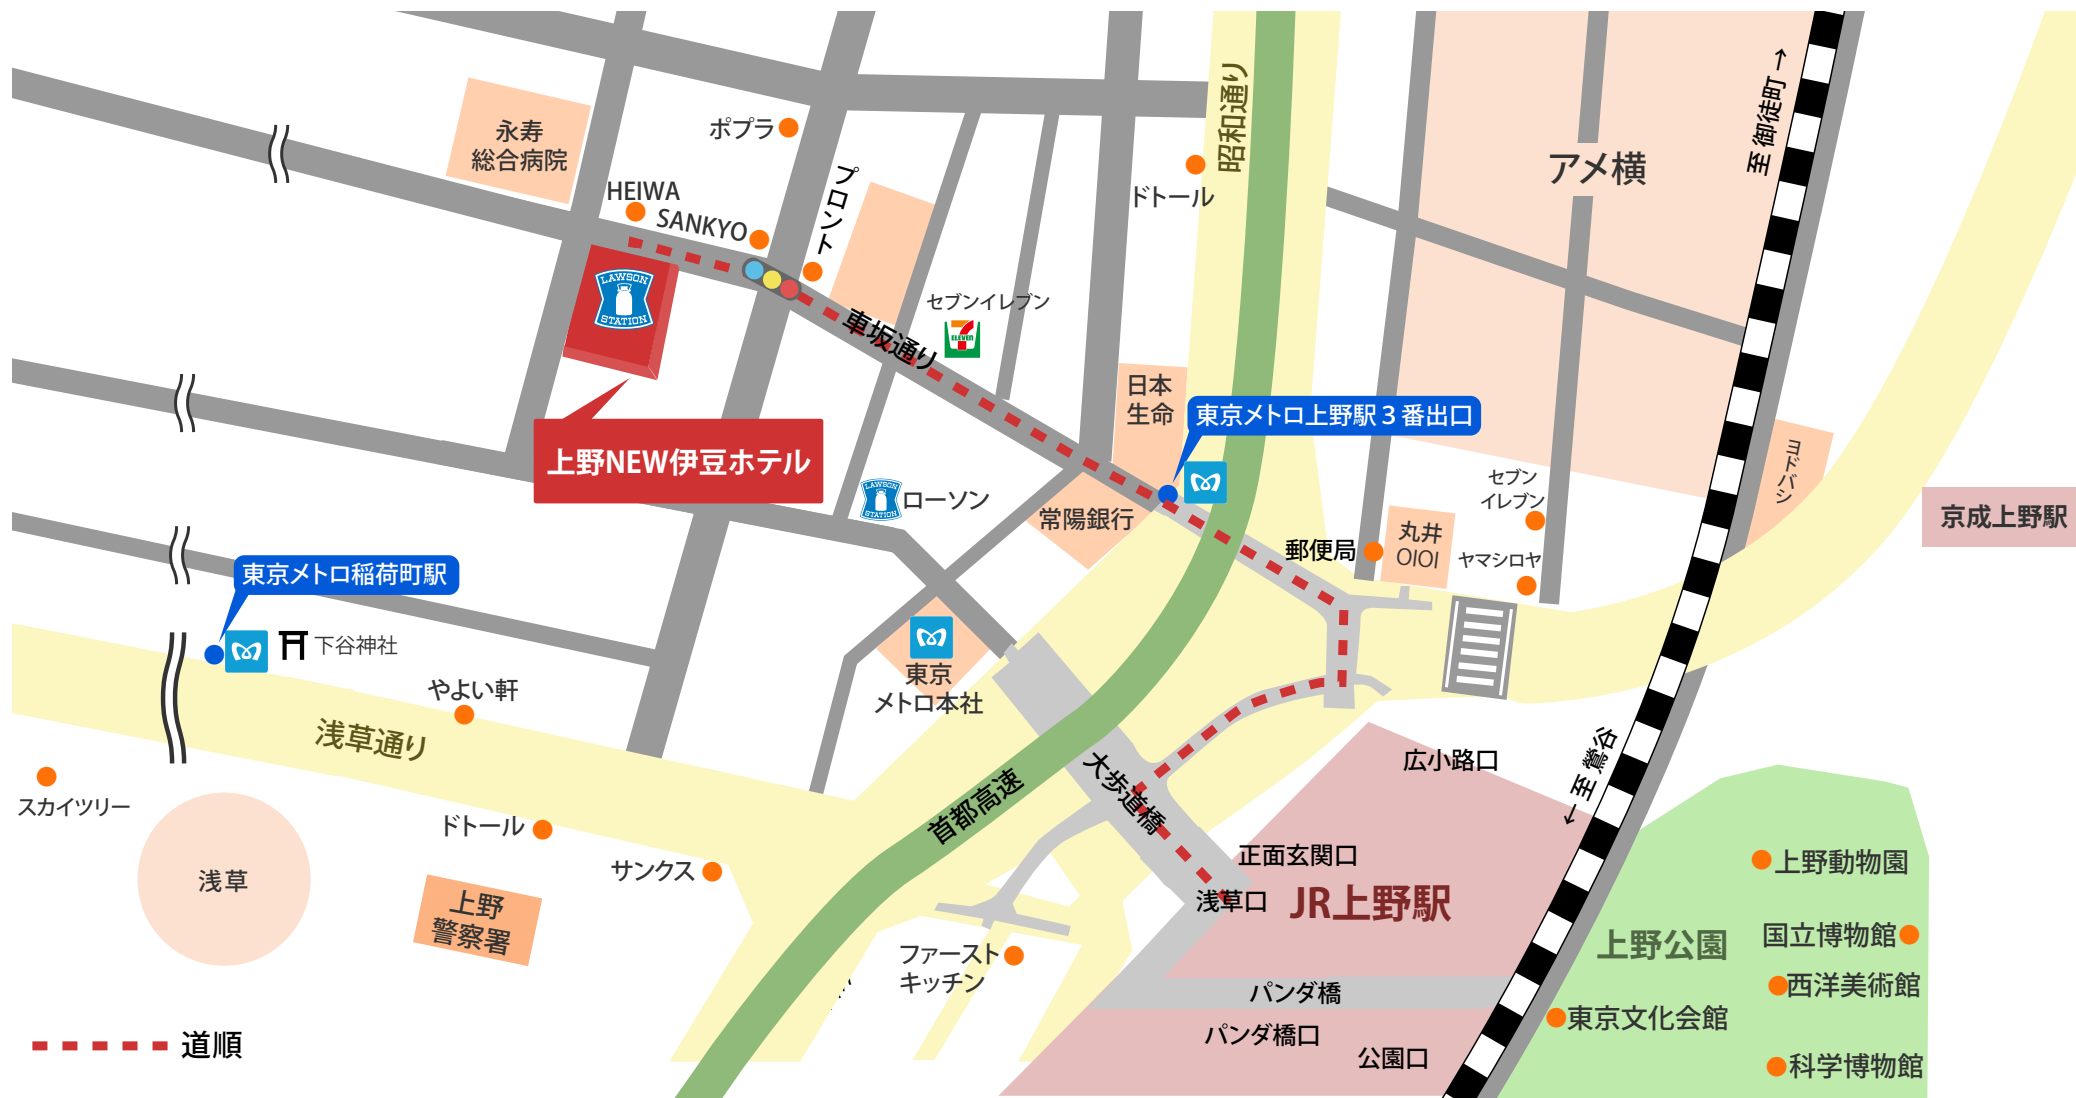 永寿
総合病院
ポプラ
HEIWA
SANKYO
プロント
昭和通り
ドトール
アメ横
至 御徒町 →
LAWSON
STATION
セブンイレブン
7
ELEVEN
車坂通り
上野NEW伊豆ホテル
日本
生命
東京メトロ上野駅３番出口
LAWSON
STATION
ローソン
常陽銀行
郵便局
丸井
OIOI
セブン
イレブン
ヤマシロヤ
ヨドバシ
京成上野駅
東京メトロ稲荷町駅
下谷神社
やよい軒
浅草通り
東京
メトロ本社
スカイツリー
浅草
ドトール
サンクス
上野
警察署
首都高速
大歩道橋
広小路口
← 至 鶯谷
正面玄関口
浅草口
JR上野駅
ファースト
キッチン
パンダ橋
パンダ橋口
公園口
上野公園
上野動物園
国立博物館
西洋美術館
東京文化会館
科学博物館
道順